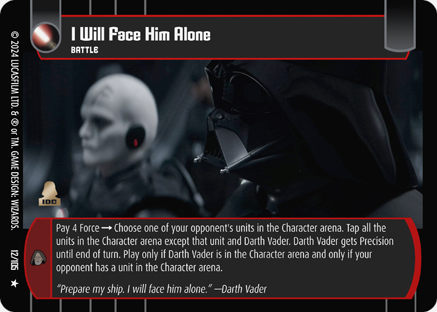 I Will Face Him Alone
BATTLE
© 2024 LUCASFILM LTD. & ® or TM. GAME DESIGN: WIZARDS.
IDC
Pay 4 Force → Choose one of your opponent's units in the Character arena. Tap all the
units in the Character arena except that unit and Darth Vader. Darth Vader gets Precision
until end of turn. Play only if Darth Vader is in the Character arena and only if your
opponent has a unit in the Character arena.
"Prepare my ship. I will face him alone." —Darth Vader
12/105 ★